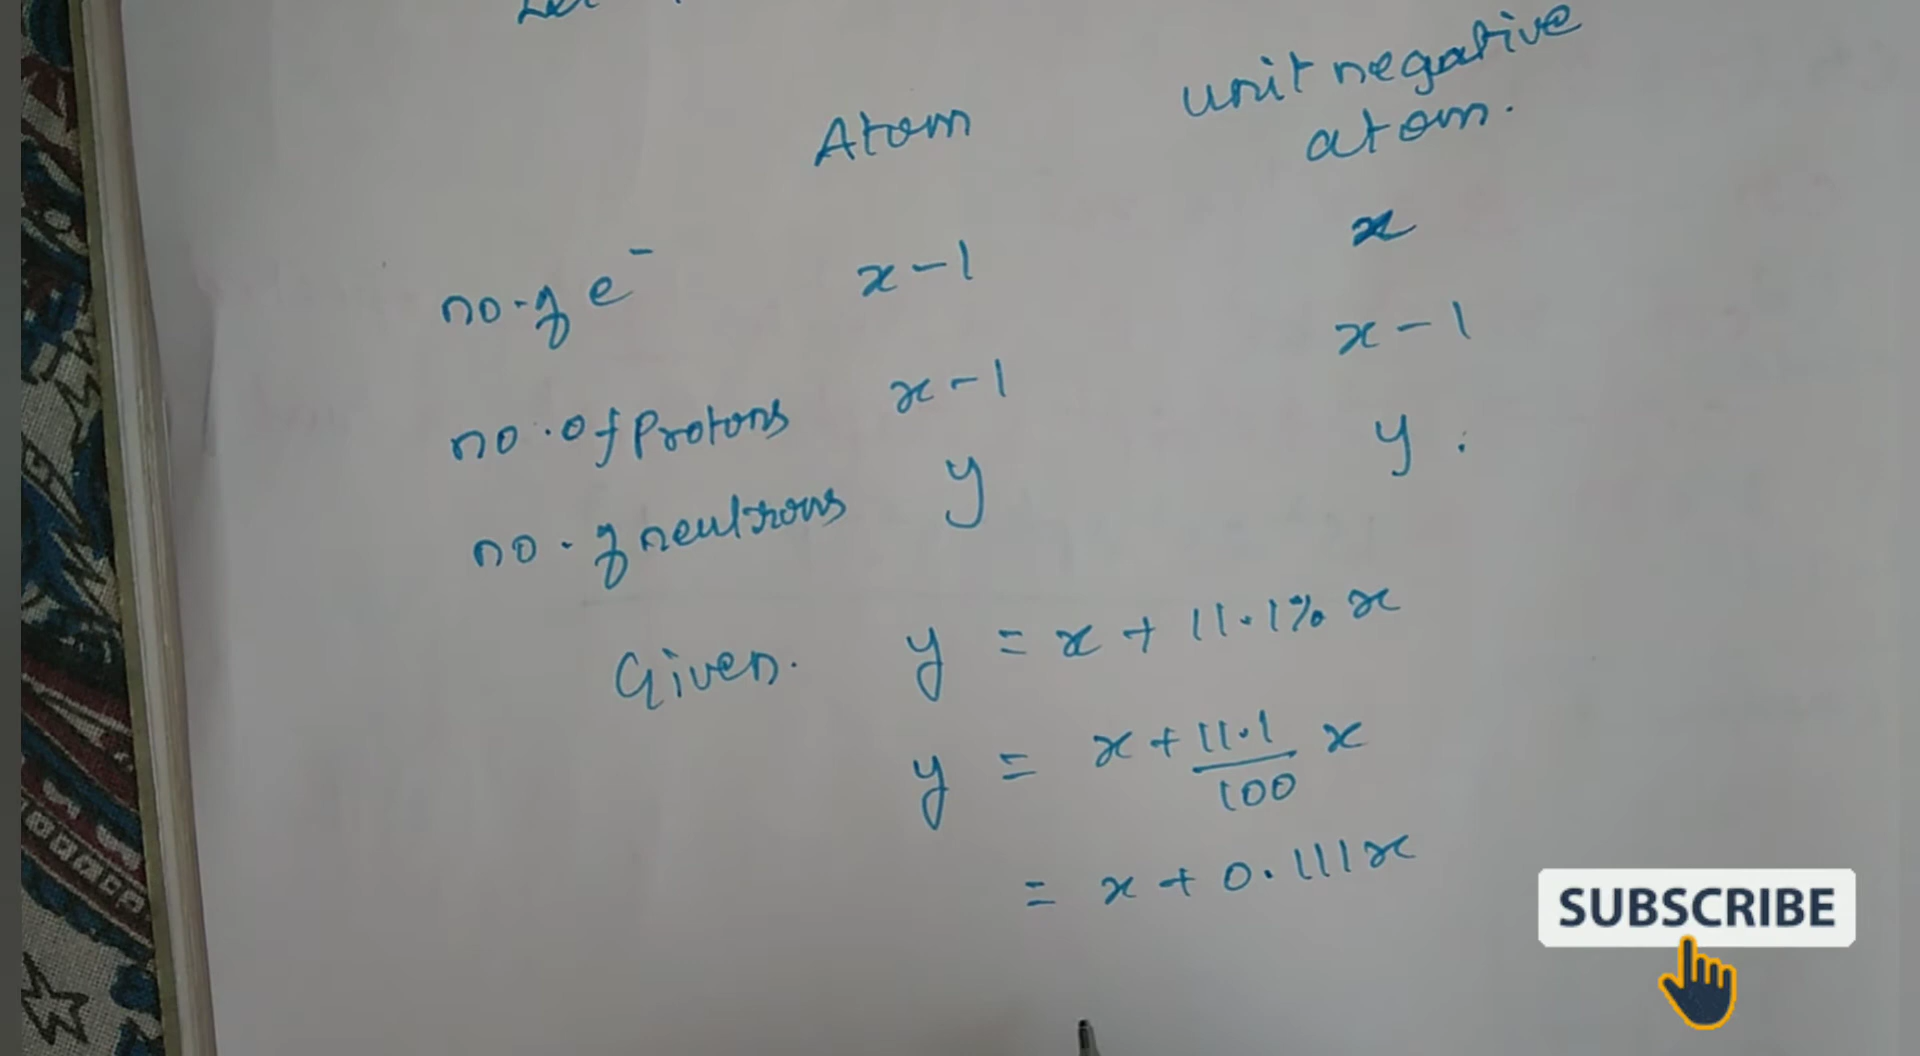 Let
Atom
unit negative
atom.
no. of e⁻ x-1 x
no. of Protons x-1 x-1
no. of neutrons y y.
Given. y = x + 11.1% x
y = x + 11.1/100 x
= x + 0.111x
SUBSCRIBE